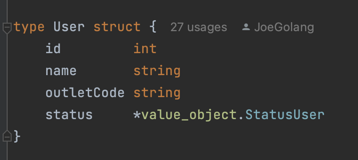 type User struct { 27 usages JoeGolang
id int
name string
outletCode string
status *value_object.StatusUser
}